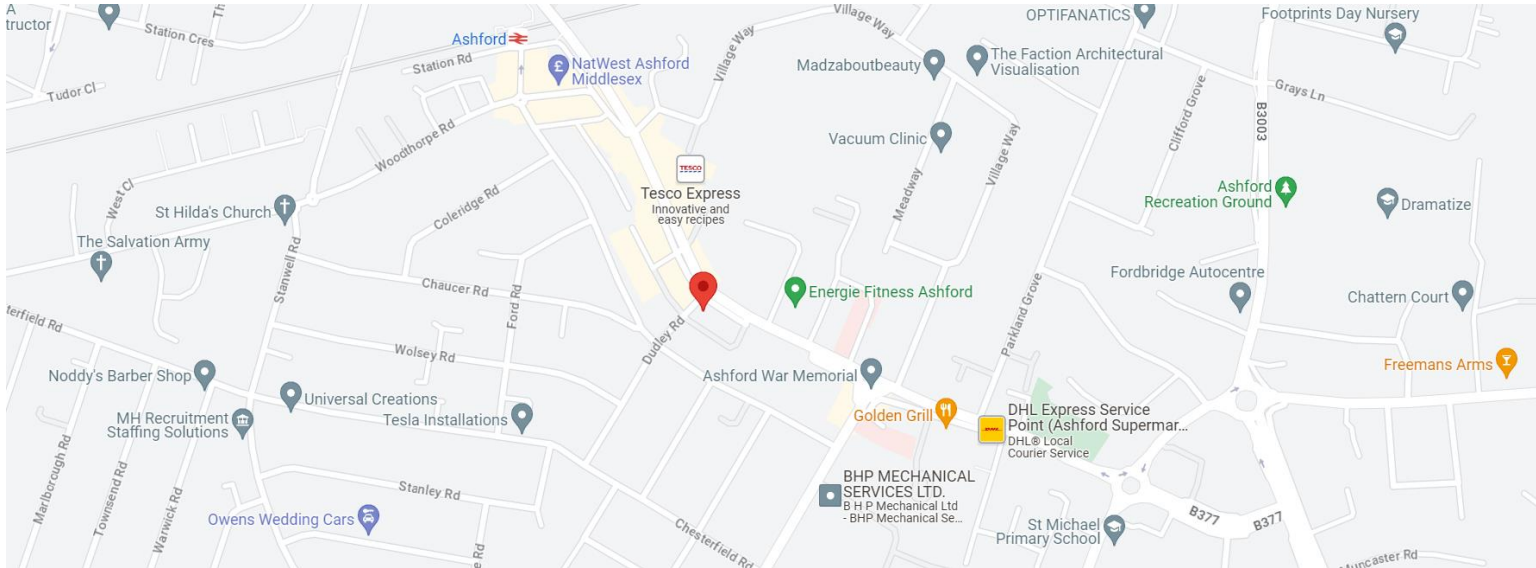 A
tructor
Station Cres
Th
Ashford
Station Rd
NatWest Ashford
Middlesex
Village Way
Village Way
OPTIFANATICS
Footprints Day Nursery
Madzaboutbeauty
The Faction Architectural
Visualisation
Tudor Cl
Grays Ln
Clifford Grove
B3003
Vacuum Clinic
Woodthorpe Rd
TESCO
Tesco Express
Innovative and
easy recipes
Village Way
Meadway
West Cl
St Hilda's Church
Coleridge Rd
Ashford
Recreation Ground
Dramatize
The Salvation Army
Stanwell Rd
Chaucer Rd
Ford Rd
Energie Fitness Ashford
Fordbridge Autocentre
Chattern Court
terfield Rd
Dudley Rd
Parkland Grove
Wolsey Rd
Noddy's Barber Shop
Ashford War Memorial
Freemans Arms
Universal Creations
MH Recruitment
Staffing Solutions
Tesla Installations
Golden Grill
DHL Express Service
Point (Ashford Supermar...
DHL® Local
Courier Service
Marlborough Rd
Townsend Rd
Warwick Rd
Stanley Rd
BHP MECHANICAL
SERVICES LTD.
B H P Mechanical Ltd
- BHP Mechanical Se...
Owens Wedding Cars
Chesterfield Rd
St Michael
Primary School
B377
B377
e Rd
Muncaster Rd